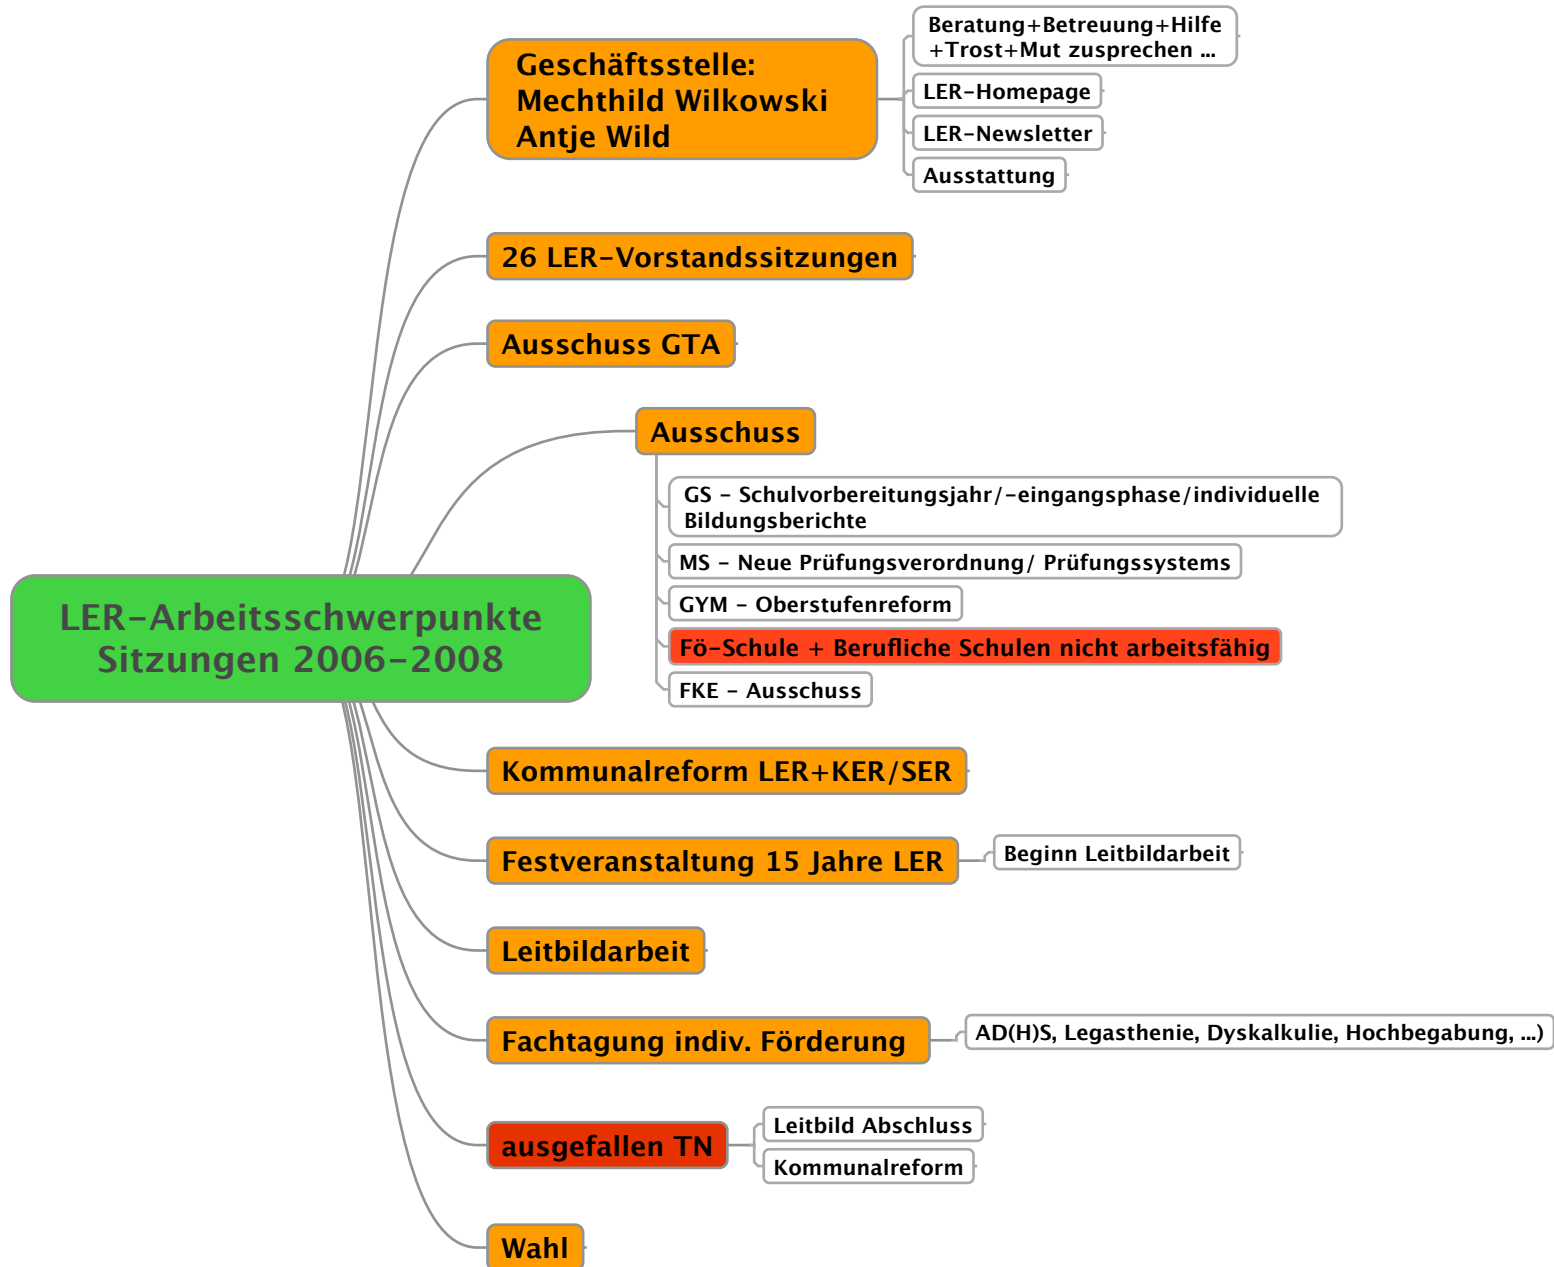 Geschäftsstelle:
Mechthild Wilkowski
Antje Wild
Beratung+Betreuung+Hilfe
+Trost+Mut zusprechen ...
LER-Homepage
LER-Newsletter
Ausstattung
26 LER-Vorstandssitzungen
Ausschuss GTA
Ausschuss
GS - Schulvorbereitungsjahr/-eingangsphase/individuelle
Bildungsberichte
MS - Neue Prüfungsverordnung/ Prüfungssystems
GYM - Oberstufenreform
Fö-Schule + Berufliche Schulen nicht arbeitsfähig
FKE - Ausschuss
LER-Arbeitsschwerpunkte
Sitzungen 2006-2008
Kommunalreform LER+KER/SER
Festveranstaltung 15 Jahre LER
Beginn Leitbildarbeit
Leitbildarbeit
Fachtagung indiv. Förderung
AD(H)S, Legasthenie, Dyskalkulie, Hochbegabung, ...)
ausgefallen TN
Leitbild Abschluss
Kommunalreform
Wahl